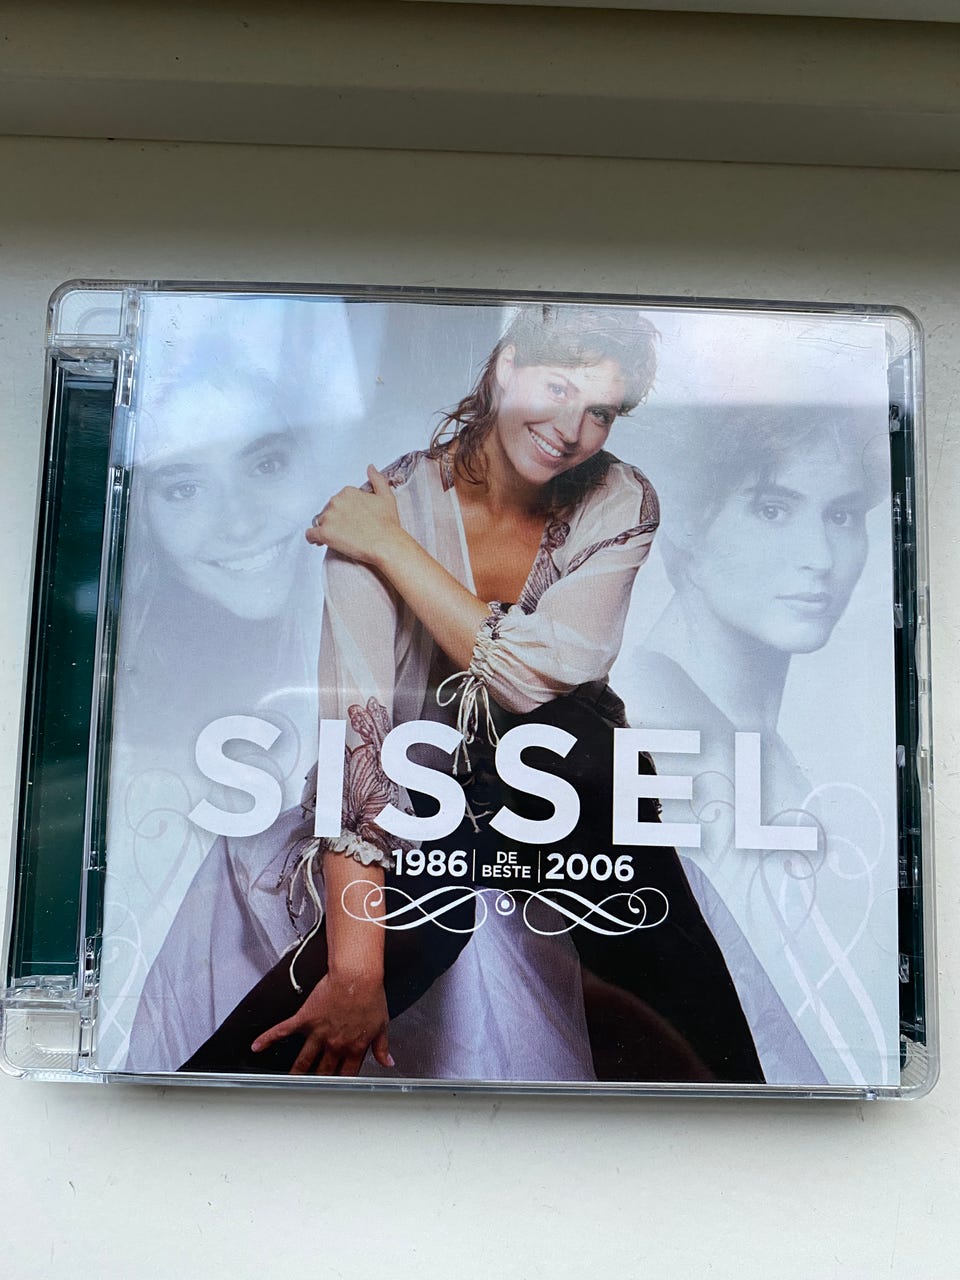 SISSEL
1986 | DE BESTE | 2006